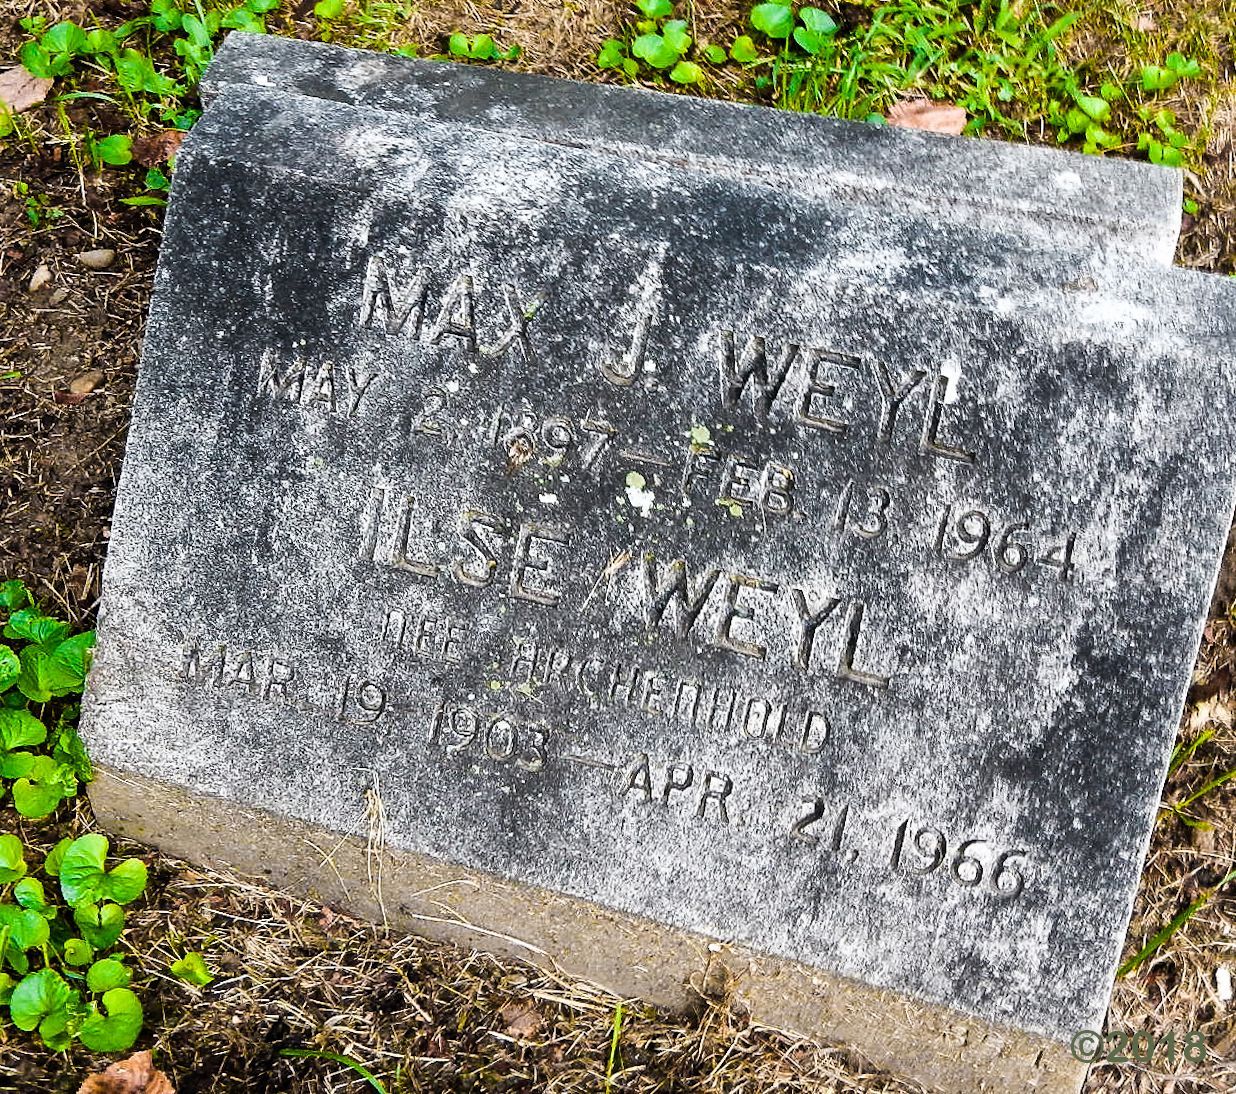 MAX J WEYL
MAY 2, 1897 — FEB. 13 1964
ILSE WEYL
NEE ARCHENHOLD
MAR. 19 1903 — APR. 21, 1966
©2018